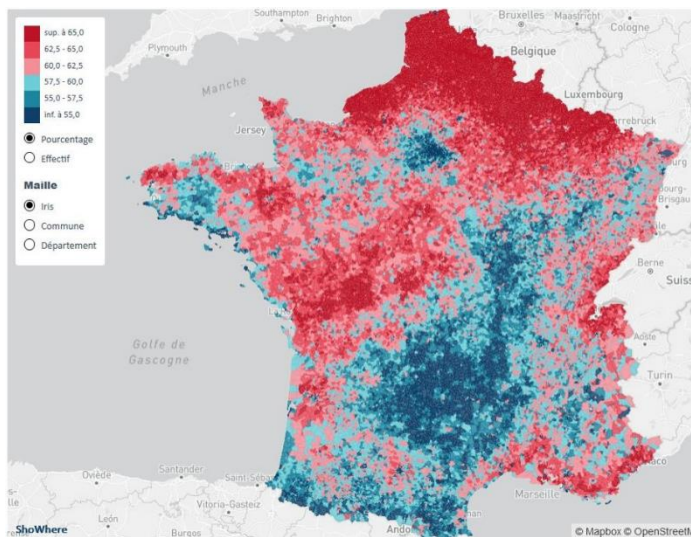 sup. à 65,0
62,5 - 65,0
60,0 - 62,5
57,5 - 60,0
55,0 - 57,5
inf. à 55,0
Pourcentage
Effectif
Maille
Iris
Commune
Département
Southampton
Brighton
Plymouth
Bruxelles
Maastricht
Cologne
Belgique
Manche
Luxembourg
Jersey
Berne
Suiss
Aoste
Turin
Golfe de
Gascogne
Marseille
Oviedo
Santander
Vitoria-Gasteiz
León
Burgos
ShoWhere
© Mapbox © OpenStreetM